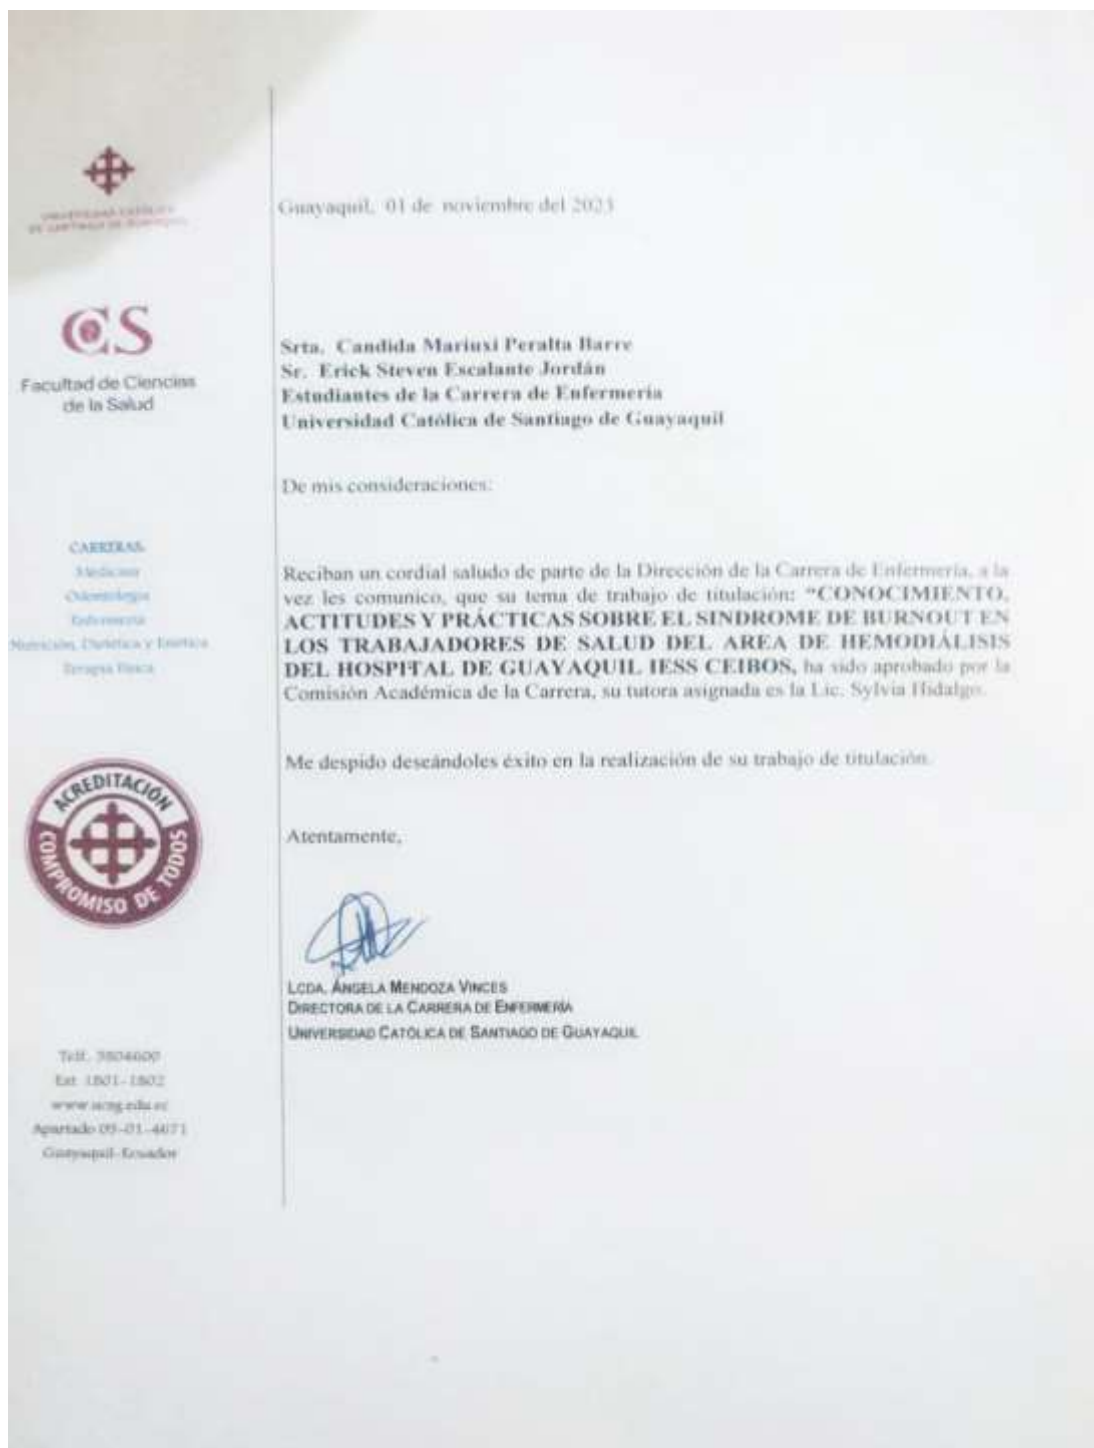 UNIVERSIDAD CATÓLICA
DE SANTIAGO DE GUAYAQUIL
CS
Facultad de Ciencias
de la Salud
CARRERAS:
Medicina
Odontología
Enfermería
Nutrición, Dietética y Estética
Terapia Física
ACREDITACIÓN
COMPROMISO DE TODOS
Telf. 3804600
Ext. 1801-1802
www.ucsg.edu.ec
Apartado 09-01-4671
Guayaquil-Ecuador
Guayaquil, 01 de noviembre del 2023
Srta. Candida Mariuxi Peralta Barre
Sr. Erick Steven Escalante Jordán
Estudiantes de la Carrera de Enfermería
Universidad Católica de Santiago de Guayaquil
De mis consideraciones:
Reciban un cordial saludo de parte de la Dirección de la Carrera de Enfermería, a la
vez les comunico, que su tema de trabajo de titulación: “CONOCIMIENTO,
ACTITUDES Y PRÁCTICAS SOBRE EL SINDROME DE BURNOUT EN
LOS TRABAJADORES DE SALUD DEL AREA DE HEMODIÁLISIS
DEL HOSPITAL DE GUAYAQUIL IESS CEIBOS, ha sido aprobado por la
Comisión Académica de la Carrera, su tutora asignada es la Lic. Sylvia Hidalgo.
Me despido deseándoles éxito en la realización de su trabajo de titulación.
Atentamente,
LCDA. ÁNGELA MENDOZA VINCES
DIRECTORA DE LA CARRERA DE ENFERMERÍA
UNIVERSIDAD CATÓLICA DE SANTIAGO DE GUAYAQUIL